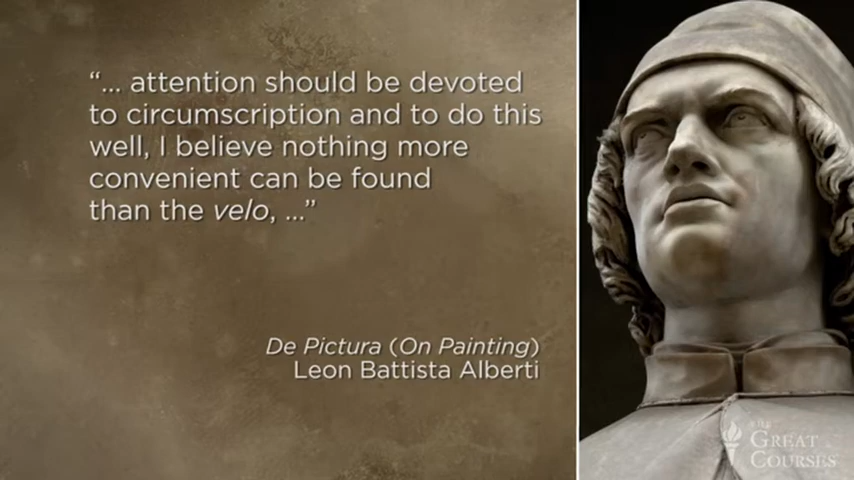 “... attention should be devoted
to circumscription and to do this
well, I believe nothing more
convenient can be found
than the velo, ...”
De Pictura (On Painting)
Leon Battista Alberti
THE
GREAT
COURSES